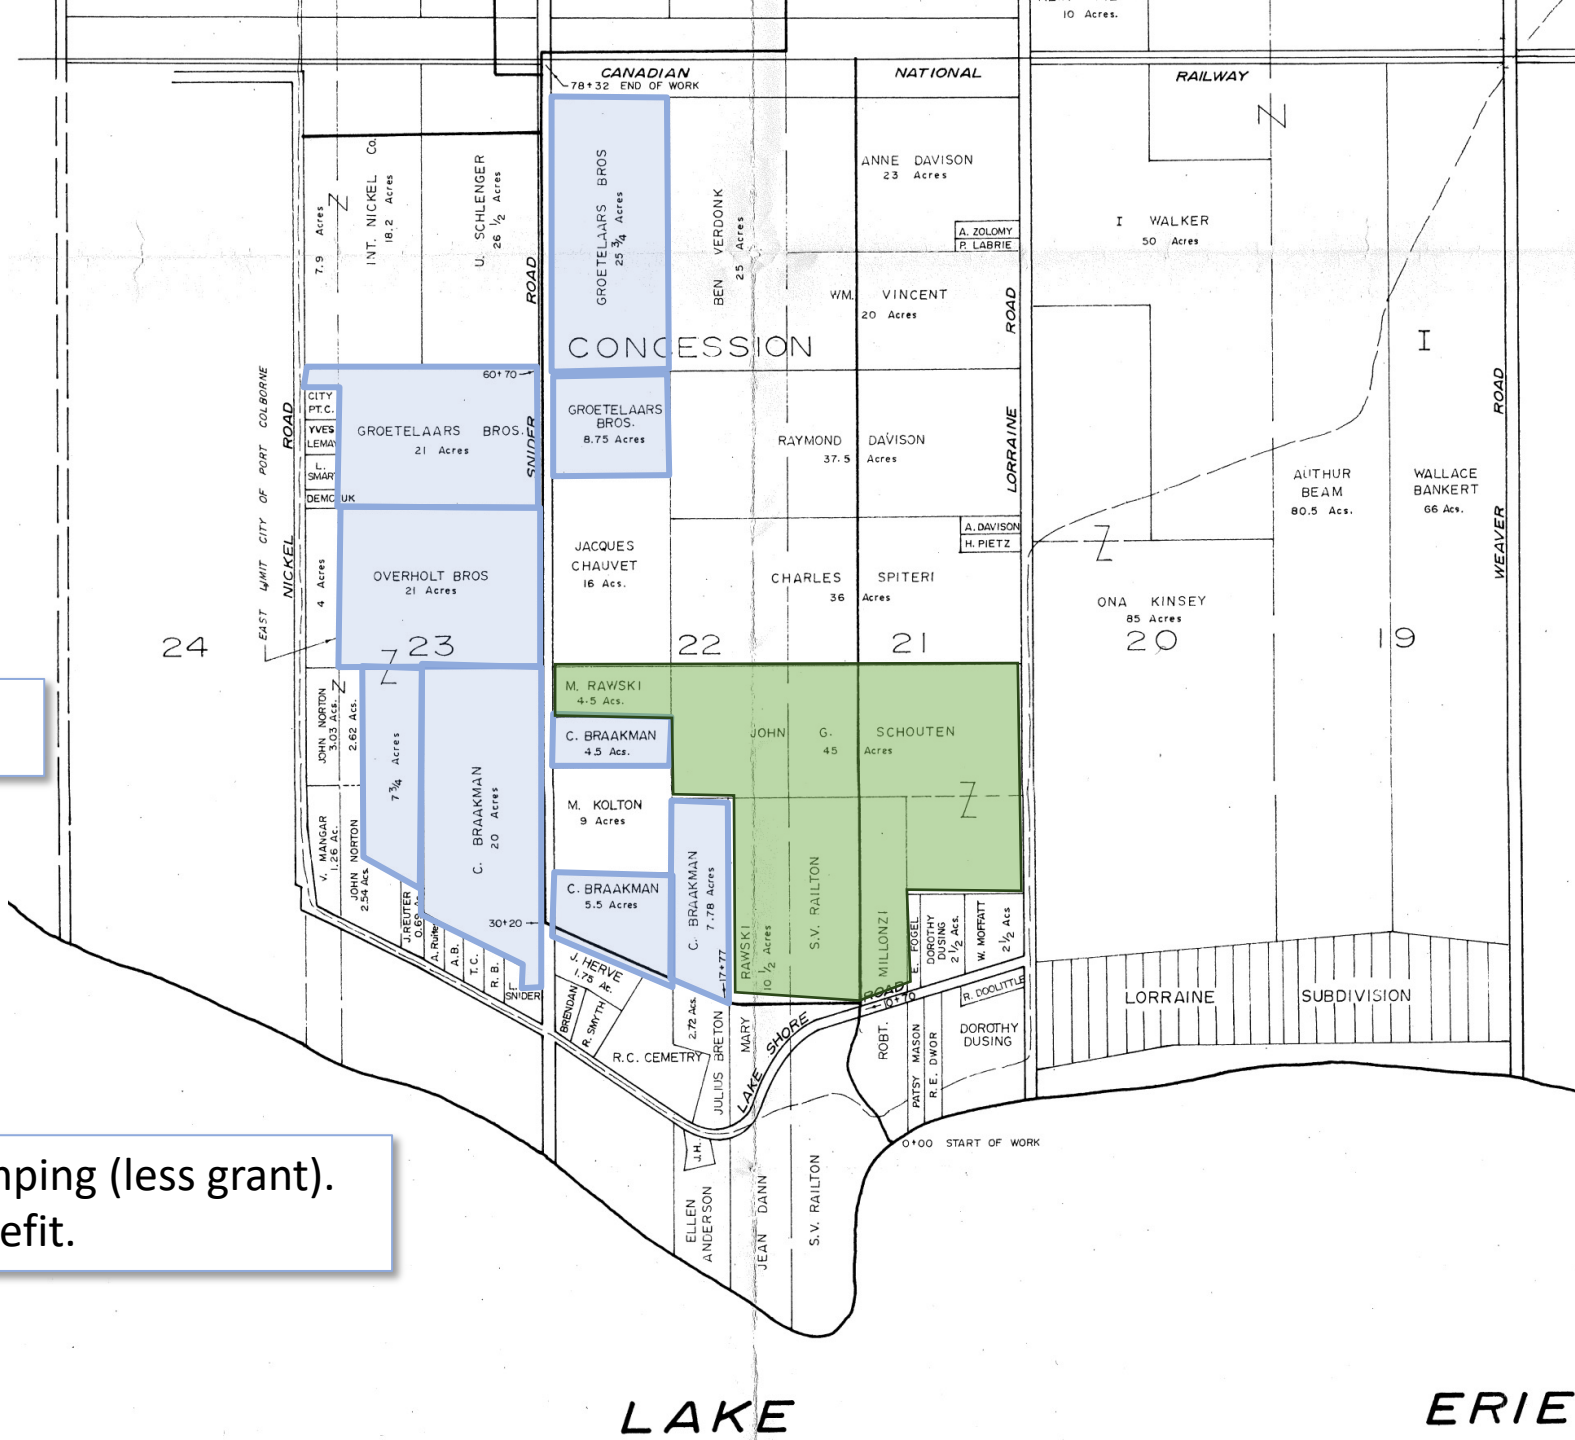 10 Acres.
CANADIAN NATIONAL RAILWAY
78+32 END OF WORK
7.9 Acres
INT. NICKEL Co.
18.2 Acres
U. SCHLENGER
26 1/2 Acres
ROAD
GROETELAARS BROS
25 3/4 Acres
BEN VERDONK
25 Acres
ANNE DAVISON
23 Acres
A. ZOLOMY
P. LABRIE
WM. VINCENT
20 Acres
ROAD
I WALKER
50 Acres
CONCESSION
I
EAST LIMIT CITY OF PORT COLBORNE
NICKEL ROAD
60+70
CITY
PT.C.
YVES
LEMAY
L.
SMAR
DEMCUK
GROETELAARS BROS.
21 Acres
SNIDER
GROETELAARS
BROS.
8.75 Acres
RAYMOND DAVISON
37.5 Acres
LORRAINE
AUTHUR
BEAM
80.5 Acs.
WALLACE
BANKERT
66 Acs.
ROAD
WEAVER
4 Acres
OVERHOLT BROS
21 Acres
JACQUES
CHAUVET
16 Acs.
CHARLES SPITERI
36 Acres
A. DAVISON
H. PIETZ
ONA KINSEY
85 Acres
24 23 22 21 20 19
JOHN NORTON
3.03 Acs.
2.62 Acs.
7 3/4 Acres
C. BRAAKMAN
20 Acres
M. RAWSKI
4.5 Acs.
C. BRAAKMAN
4.5 Acs.
JOHN G. SCHOUTEN
45 Acres
M. KOLTON
9 Acres
V. MANGAR
1.26 Ac.
JOHN NORTON
2.54 Acs.
J. REUTER
0.69
A. Ruite
A.B.
T.C.
R. B.
SNIDER
30+20
C. BRAAKMAN
5.5 Acres
C. BRAAKMAN
7.78 Acres
17+77
RAWSKI
10 1/2 Acres
S.V. RAILTON
MILLONZI
E. FOGEL
DOROTHY
DUSING
2 1/2 Acs.
W. MOFFATT
2 1/2 Acs
J. HERVE
1.75 Ac.
BRENDAN
R. SMYTH
R.C. CEMETRY
2.72 Acs.
JULIUS BRETON
MARY
LAKE SHORE ROAD
10+70
ROBT.
PATSY MASON
R.E. DWOR
R. DOOLITTLE
DOROTHY
DUSING
LORRAINE SUBDIVISION
0+00 START OF WORK
J.H.
ELLEN
ANDERSON
JEAN DANN
S.V. RAILTON
nping (less grant).
efit.
LAKE ERIE